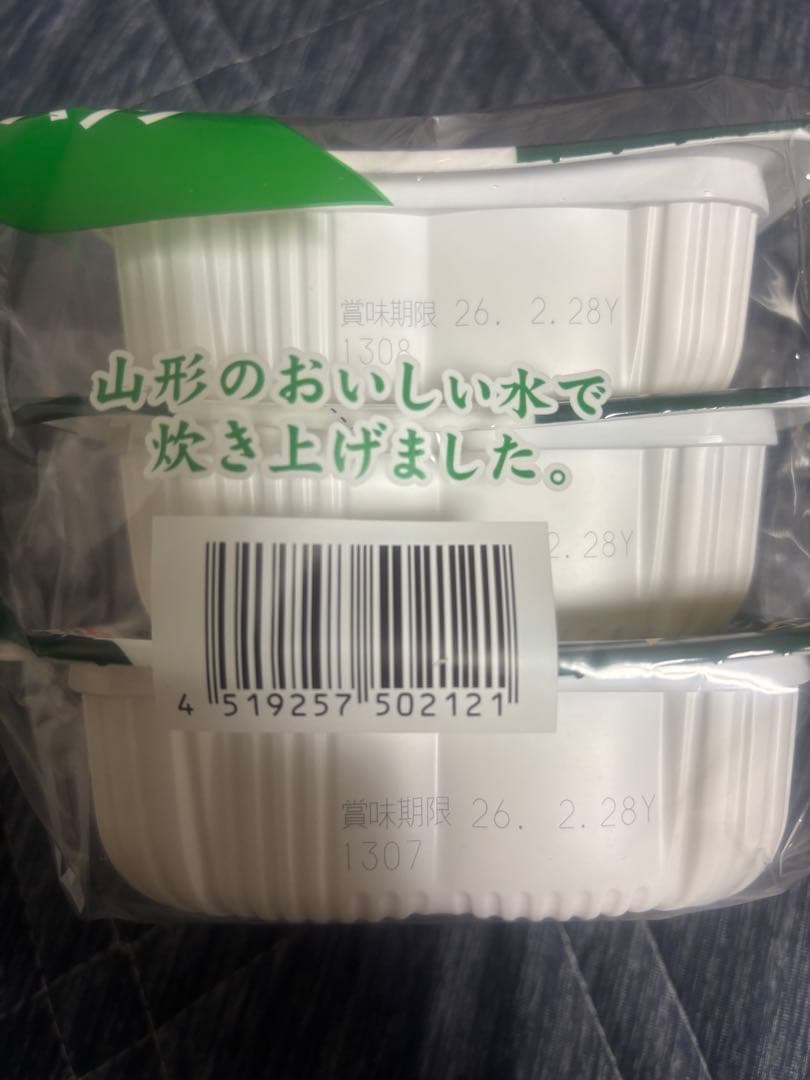 賞味期限 26. 2.28Y
1308
山形のおいしい水で
炊き上げました。
2.28Y
4 519257 502121
賞味期限 26. 2.28Y
1307